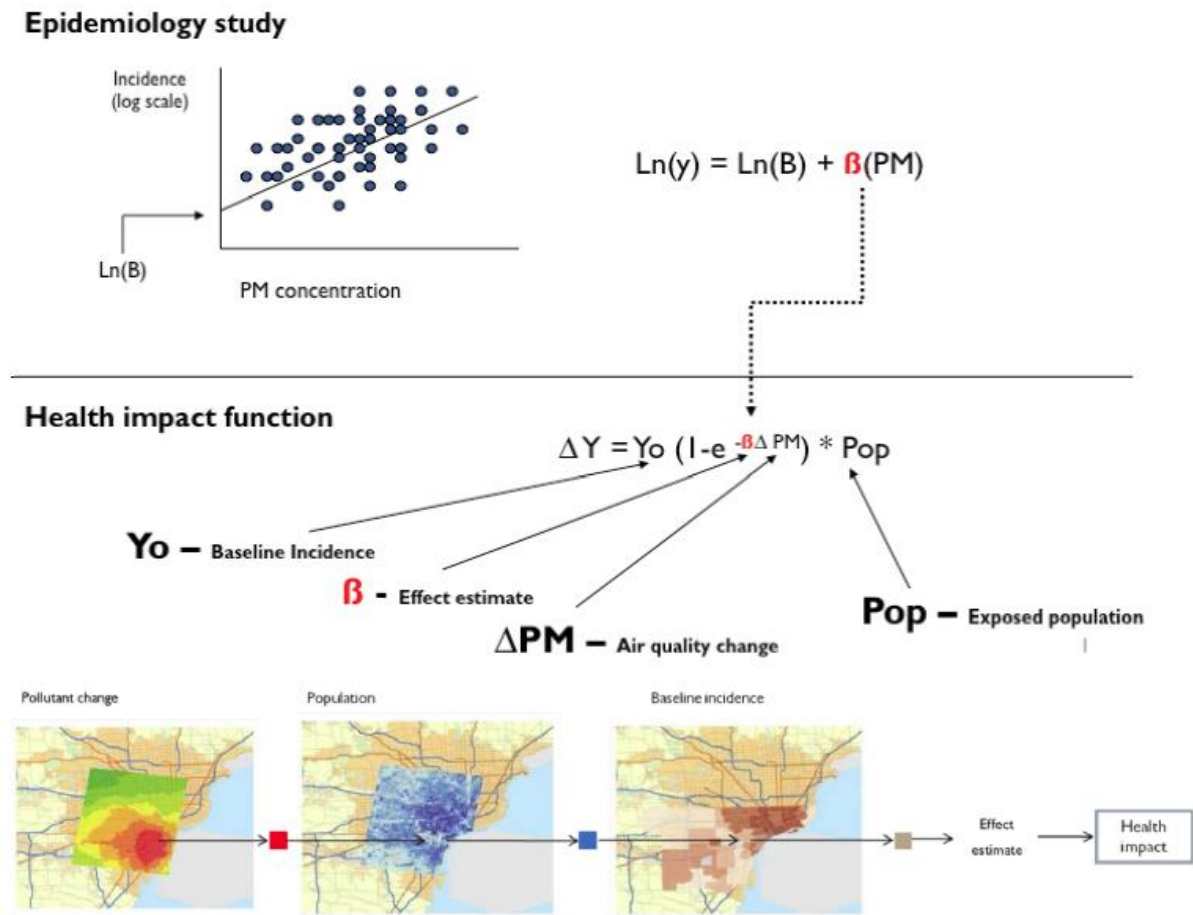 Epidemiology study
Incidence
(log scale)
Ln(y) = Ln(B) + ß(PM)
Ln(B)
PM concentration
Health impact function
Δ Y = Yo (1-e -ßΔ PM) * Pop
Yo – Baseline Incidence
ß - Effect estimate
Pop – Exposed population
ΔPM – Air quality change
Pollutant change
Population
Baseline incidence
Effect
estimate
Health
impact